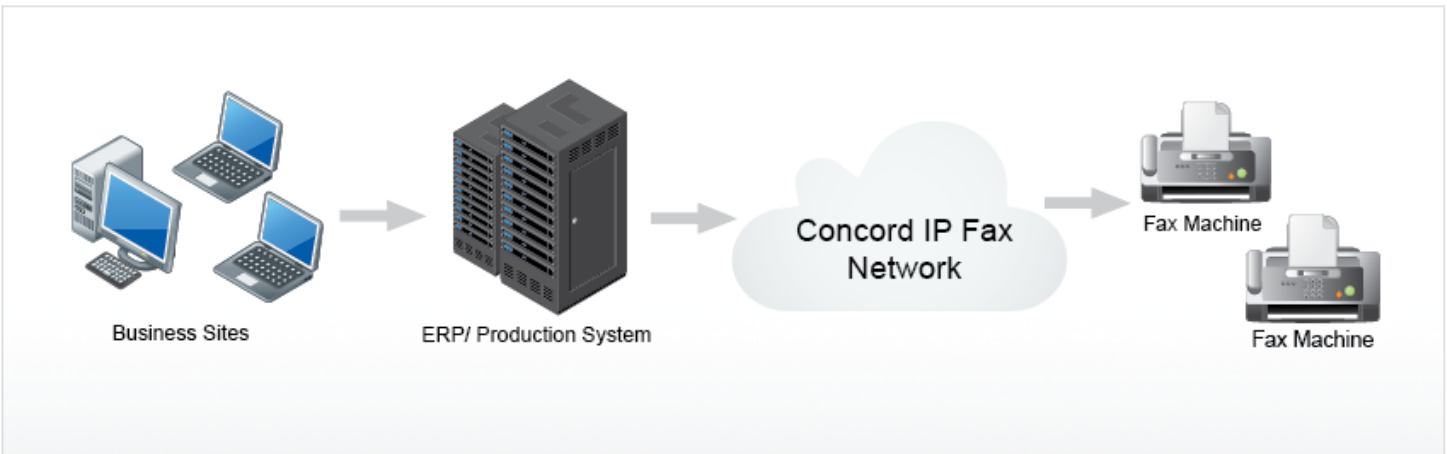 Business Sites
ERP/ Production System
Concord IP Fax
Network
Fax Machine
Fax Machine